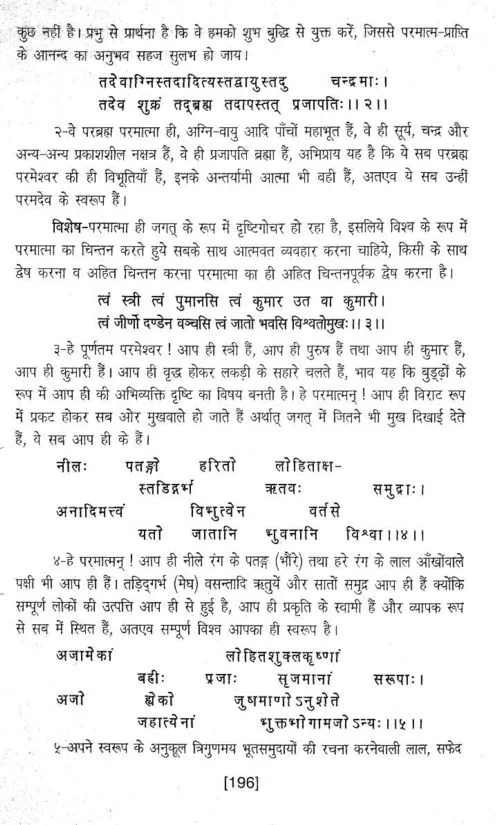 कुछ नहीं है। प्रभु से प्रार्थना है कि वे हमको शुभ बुद्धि से युक्त करें, जिससे परमात्म-प्राप्ति
के आनन्द का अनुभव सहज सुलभ हो जाय।
तदेवाग्निस्तदादित्यस्तद्वायुस्तदु चन्द्रमाः।
तदेव शुक्रं तद्ब्रह्म तदापस्तत् प्रजापतिः।।२।।
२-वे परब्रह्म परमात्मा ही, अग्नि-वायु आदि पाँचों महाभूत हैं, वे ही सूर्य, चन्द्र और
अन्य-अन्य प्रकाशशील नक्षत्र हैं, वे ही प्रजापति ब्रह्मा हैं, अभिप्राय यह है कि ये सब परब्रह्म
परमेश्वर की ही विभूतियाँ हैं, इनके अन्तर्यामी आत्मा भी वही हैं, अतएव ये सब उन्हीं
परमदेव के स्वरूप हैं।
विशेष-परमात्मा ही जगत् के रूप में दृष्टिगोचर हो रहा है, इसलिये विश्व के रूप में
परमात्मा का चिन्तन करते हुये सबके साथ आत्मवत व्यवहार करना चाहिये, किसी के साथ
द्वेष करना व अहित चिन्तन करना परमात्मा का ही अहित चिन्तनपूर्वक द्वेष करना है।
त्वं स्त्री त्वं पुमानसि त्वं कुमार उत वा कुमारी।
त्वं जीर्णो दण्डेन वञ्चसि त्वं जातो भवसि विश्वतोमुखः।।३।।
३-हे पूर्णतम परमेश्वर ! आप ही स्त्री हैं, आप ही पुरुष हैं तथा आप ही कुमार हैं,
आप ही कुमारी हैं। आप ही वृद्ध होकर लकड़ी के सहारे चलते हैं, भाव यह कि बुड्ढों के
रूप में आप ही की अभिव्यक्ति दृष्टि का विषय बनती है। हे परमात्मन् ! आप ही विराट रूप
में प्रकट होकर सब ओर मुखवाले हो जाते हैं अर्थात् जगत् में जितने भी मुख दिखाई देते
हैं, वे सब आप ही के हैं।
नीलः पतङ्गो हरितो लोहिताक्ष-
स्तडिद्गर्भ ऋतवः समुद्राः।
अनादिमत्त्वं विभुत्वेन वर्तसे
यतो जातानि भुवनानि विश्वा।।४।।
४-हे परमात्मन् ! आप ही नीले रंग के पतङ्ग (भौंरे) तथा हरे रंग के लाल आँखोंवाले
पक्षी भी आप ही हैं। तड़िद्गर्भ (मेघ) वसन्तादि ऋतुयें और सातों समुद्र आप ही हैं क्योंकि
सम्पूर्ण लोकों की उत्पत्ति आप ही से हुई है, आप ही प्रकृति के स्वामी हैं और व्यापक रूप
से सब में स्थित हैं, अतएव सम्पूर्ण विश्व आपका ही स्वरूप है।
अजामेकां लोहितशुक्लकृष्णां
बह्वीः प्रजाः सृजमानां सरूपाः।
अजो ह्येको जुषमाणोऽनुशेते
जहात्येनां भुक्तभोगामजोऽन्यः।।५।।
५-अपने स्वरूप के अनुकूल त्रिगुणमय भूतसमुदायों की रचना करनेवाली लाल, सफेद
[196]